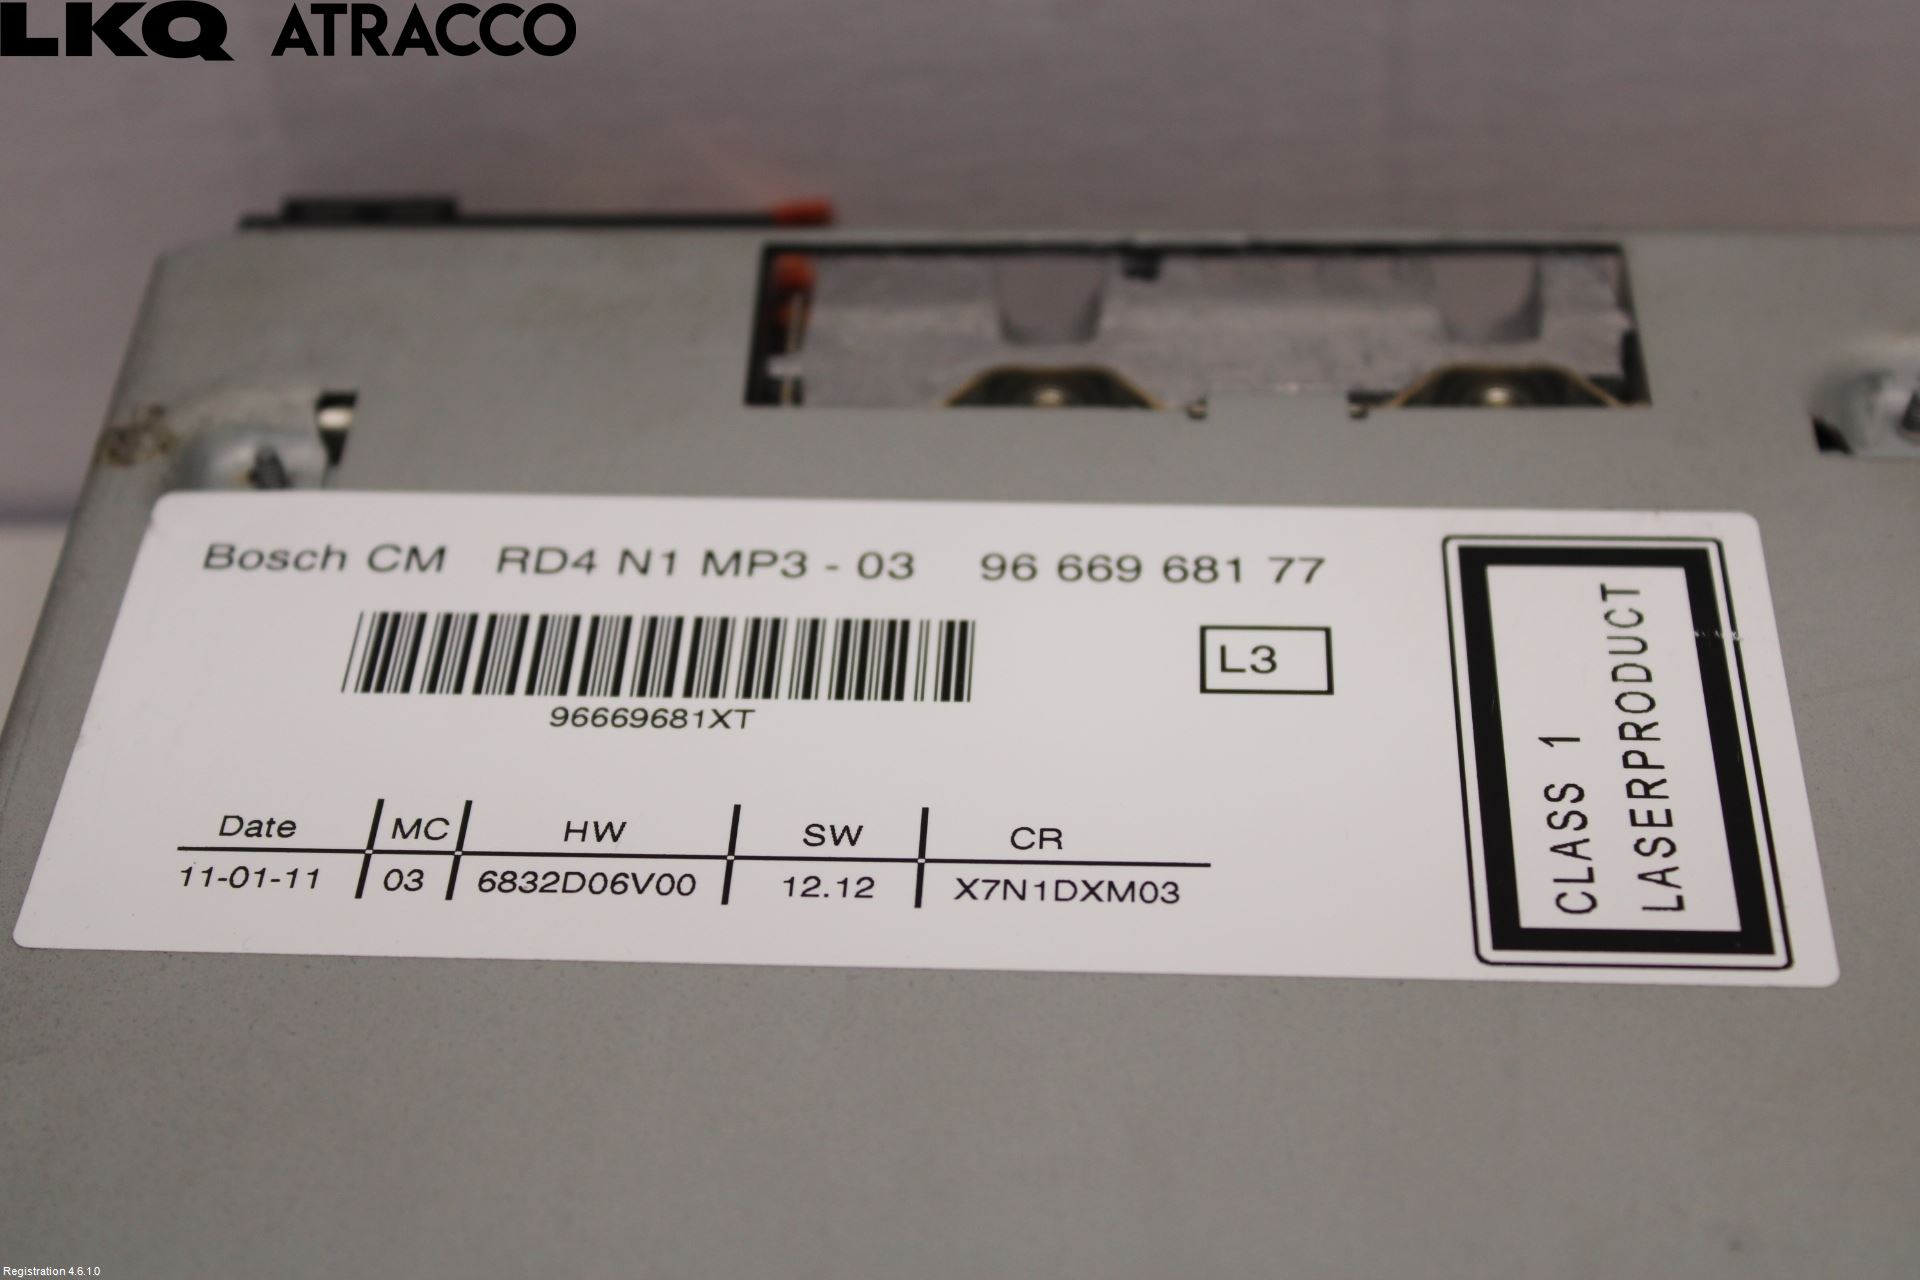 LKQ ATRACCO
Bosch CM RD4 N1 MP3 - 03 96 669 681 77
L3
96669681XT
Date MC HW SW CR
11-01-11 03 6832D06V00 12.12 X7N1DXM03
CLASS 1
LASERPRODUCT
Registration 4.6.1.0